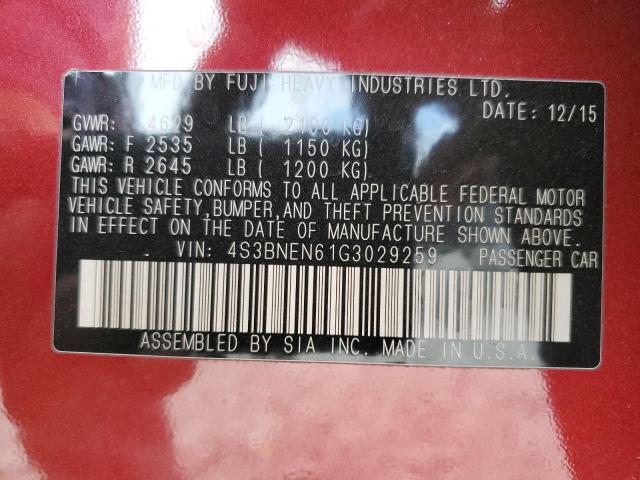 MFD BY FUJI HEAVY INDUSTRIES LTD.
DATE: 12/15
GVWR: 4629 LB ( 2100 KG)
GAWR: F 2535 LB ( 1150 KG)
GAWR: R 2645 LB ( 1200 KG)
THIS VEHICLE CONFORMS TO ALL APPLICABLE FEDERAL MOTOR
VEHICLE SAFETY,BUMPER,AND THEFT PREVENTION STANDARDS
IN EFFECT ON THE DATE OF MANUFACTURE SHOWN ABOVE.
VIN: 4S3BNEN61G3029259 PASSENGER CAR
ASSEMBLED BY SIA INC. MADE IN U.S.A.